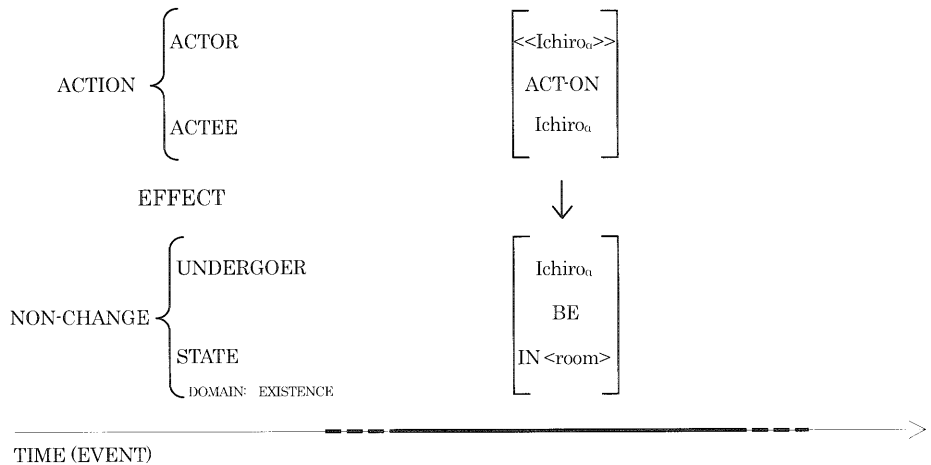 ACTOR
<<Ichiroα>>
ACTION
ACT-ON
ACTEE
Ichiroα
EFFECT
UNDERGOER
Ichiroα
NON-CHANGE
BE
STATE
IN <room>
DOMAIN: EXISTENCE
TIME (EVENT)